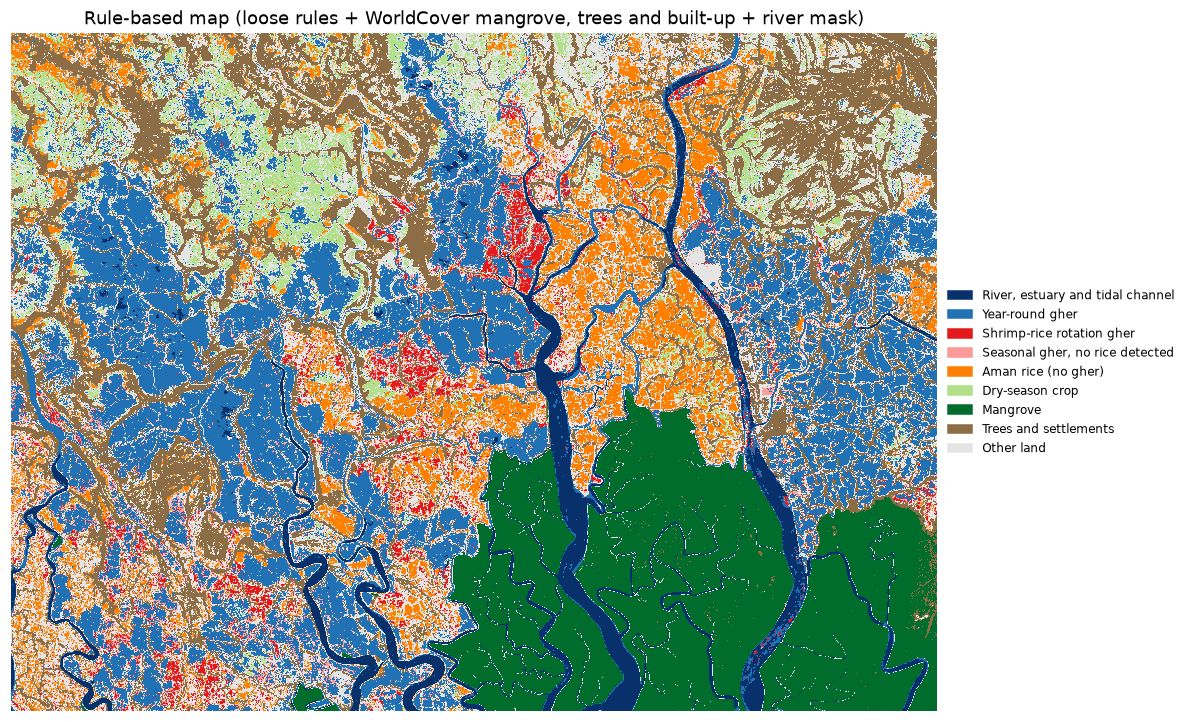 Rule-based map (loose rules + WorldCover mangrove, trees and built-up + river mask)
River, estuary and tidal channel
Year-round gher
Shrimp-rice rotation gher
Seasonal gher, no rice detected
Aman rice (no gher)
Dry-season crop
Mangrove
Trees and settlements
Other land